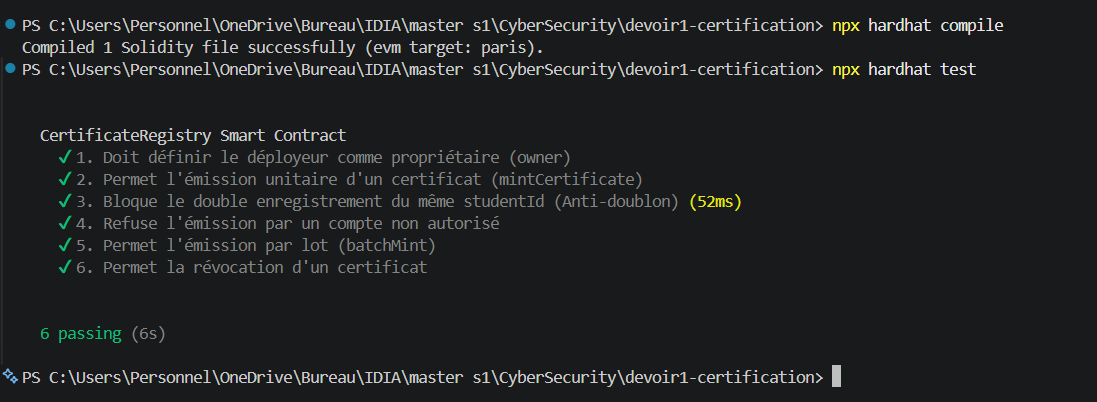 PS C:\Users\Personnel\OneDrive\Bureau\IDIA\master s1\CyberSecurity\devoir1-certification> npx hardhat compile
Compiled 1 Solidity file successfully (evm target: paris).
PS C:\Users\Personnel\OneDrive\Bureau\IDIA\master s1\CyberSecurity\devoir1-certification> npx hardhat test
CertificateRegistry Smart Contract
✓ 1. Doit définir le déployeur comme propriétaire (owner)
✓ 2. Permet l'émission unitaire d'un certificat (mintCertificate)
✓ 3. Bloque le double enregistrement du même studentId (Anti-doublon) (52ms)
✓ 4. Refuse l'émission par un compte non autorisé
✓ 5. Permet l'émission par lot (batchMint)
✓ 6. Permet la révocation d'un certificat
6 passing (6s)
PS C:\Users\Personnel\OneDrive\Bureau\IDIA\master s1\CyberSecurity\devoir1-certification>